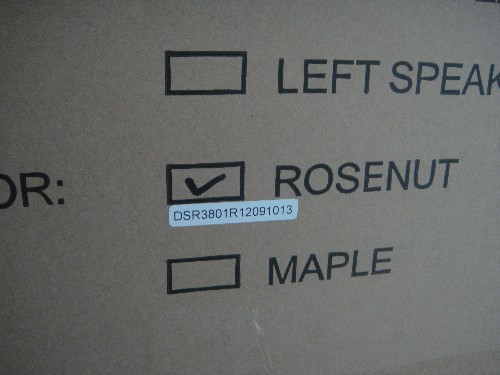 LEFT SPEAK
OR: ROSENUT
DSR3801R12091013
MAPLE